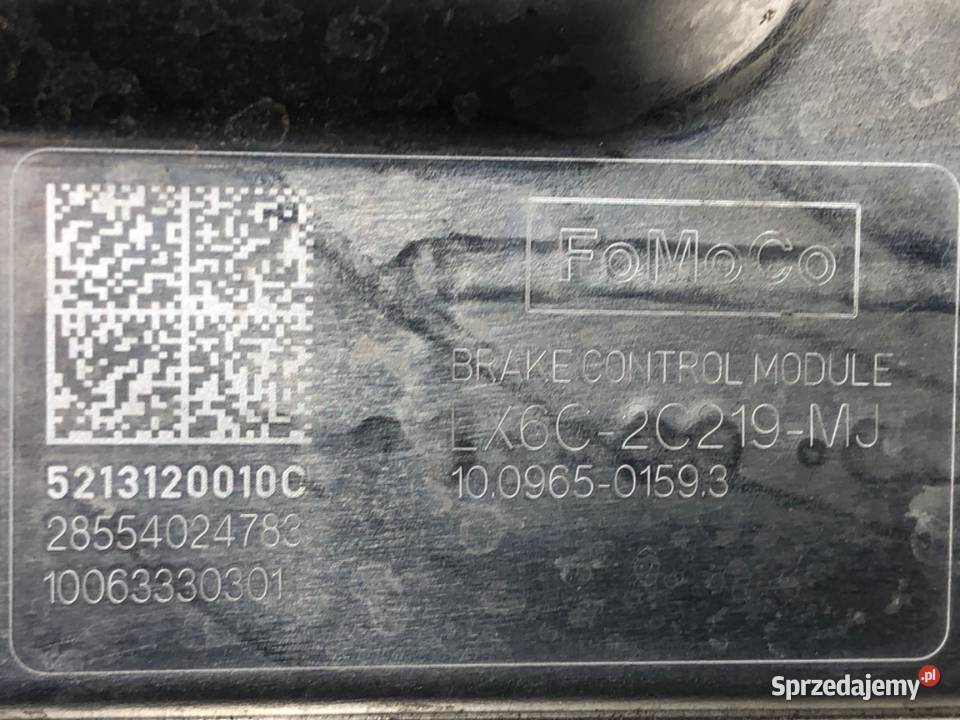 FoMoCo
BRAKE CONTROL MODULE
LX6C-2C219-MJ
10.0965-0159.3
5213120010C
28554024783
10063330301
Sprzedajemy.pl